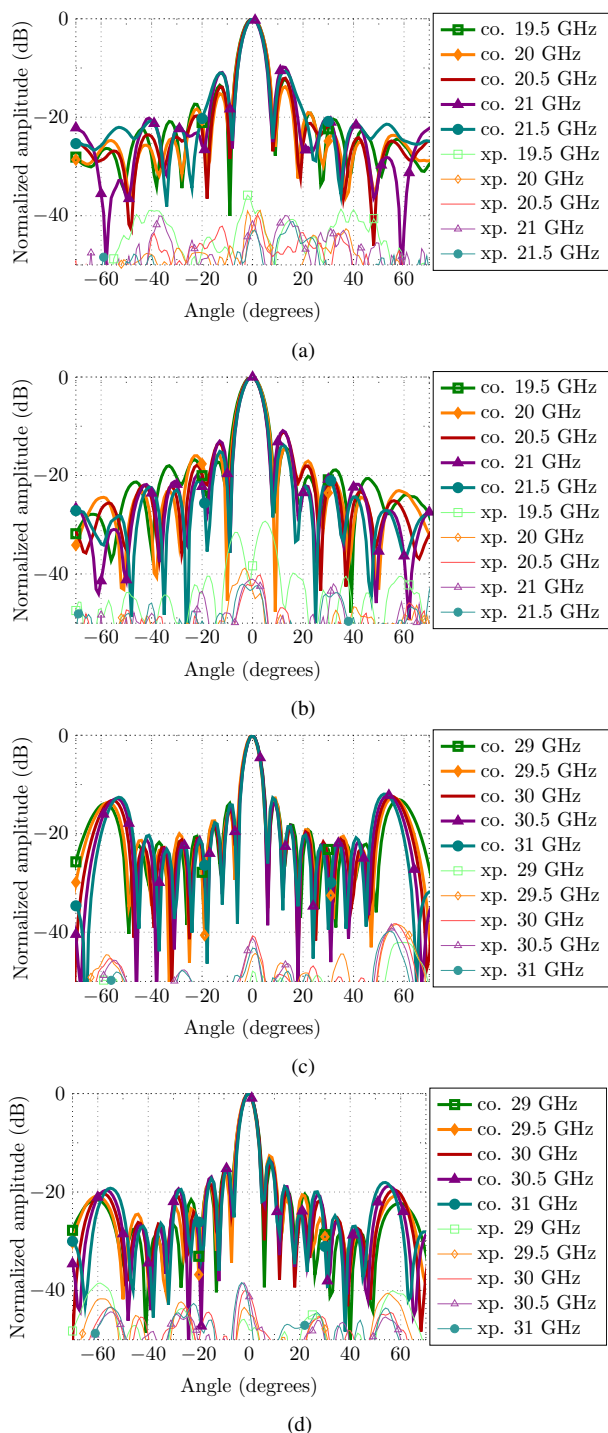 Normalized amplitude (dB)
0
−20
−40
−60 −40 −20 0 20 40 60
Angle (degrees)
co. 19.5 GHz
co. 20 GHz
co. 20.5 GHz
co. 21 GHz
co. 21.5 GHz
xp. 19.5 GHz
xp. 20 GHz
xp. 20.5 GHz
xp. 21 GHz
xp. 21.5 GHz
(a)
Normalized amplitude (dB)
0
−20
−40
−60 −40 −20 0 20 40 60
Angle (degrees)
co. 19.5 GHz
co. 20 GHz
co. 20.5 GHz
co. 21 GHz
co. 21.5 GHz
xp. 19.5 GHz
xp. 20 GHz
xp. 20.5 GHz
xp. 21 GHz
xp. 21.5 GHz
(b)
Normalized amplitude (dB)
0
−20
−40
−60 −40 −20 0 20 40 60
Angle (degrees)
co. 29 GHz
co. 29.5 GHz
co. 30 GHz
co. 30.5 GHz
co. 31 GHz
xp. 29 GHz
xp. 29.5 GHz
xp. 30 GHz
xp. 30.5 GHz
xp. 31 GHz
(c)
Normalized amplitude (dB)
0
−20
−40
−60 −40 −20 0 20 40 60
Angle (degrees)
co. 29 GHz
co. 29.5 GHz
co. 30 GHz
co. 30.5 GHz
co. 31 GHz
xp. 29 GHz
xp. 29.5 GHz
xp. 30 GHz
xp. 30.5 GHz
xp. 31 GHz
(d)